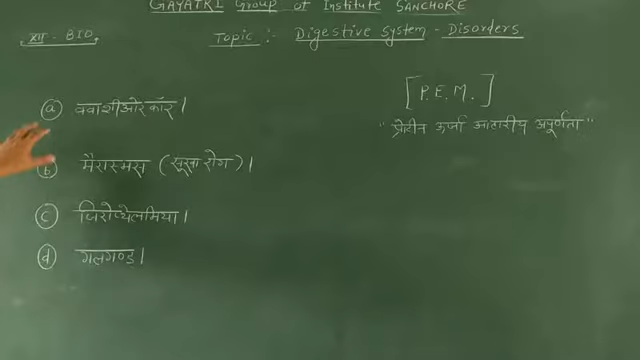 GAYATRI Group of Institute SANCHORE
XII - BIO.
Topic :- Digestive System - Disorders
(a) क्वाशीओरकॉर।
[P.E.M.]
"प्रोटीन ऊर्जा आहारीय अपूर्णता"
(b) मैरास्मस (सूखा रोग)।
(c) जिरोप्थैलमिया।
(d) गलगण्ड।